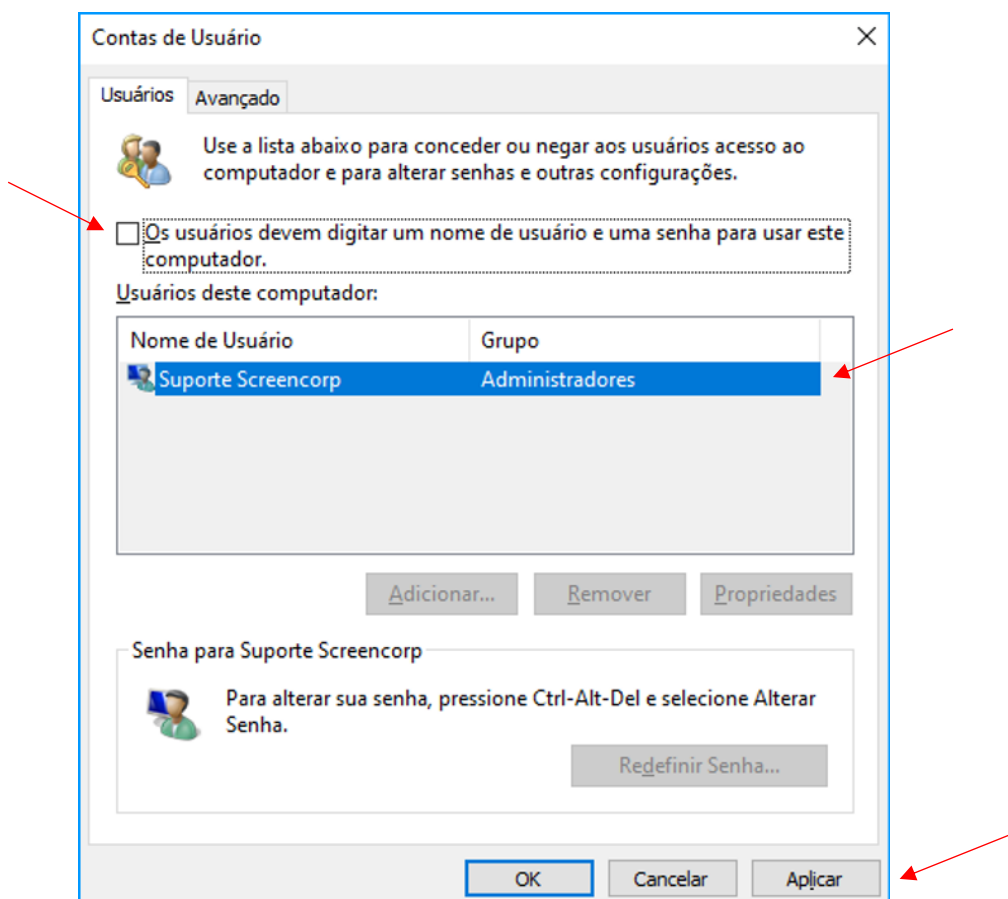 Contas de Usuário
Usuários
Avançado
Use a lista abaixo para conceder ou negar aos usuários acesso ao
computador e para alterar senhas e outras configurações.
Os usuários devem digitar um nome de usuário e uma senha para usar este
computador.
Usuários deste computador:
Nome de Usuário Grupo
Suporte Screencorp Administradores
Adicionar... Remover Propriedades
Senha para Suporte Screencorp
Para alterar sua senha, pressione Ctrl-Alt-Del e selecione Alterar
Senha.
Redefinir Senha...
OK Cancelar Aplicar